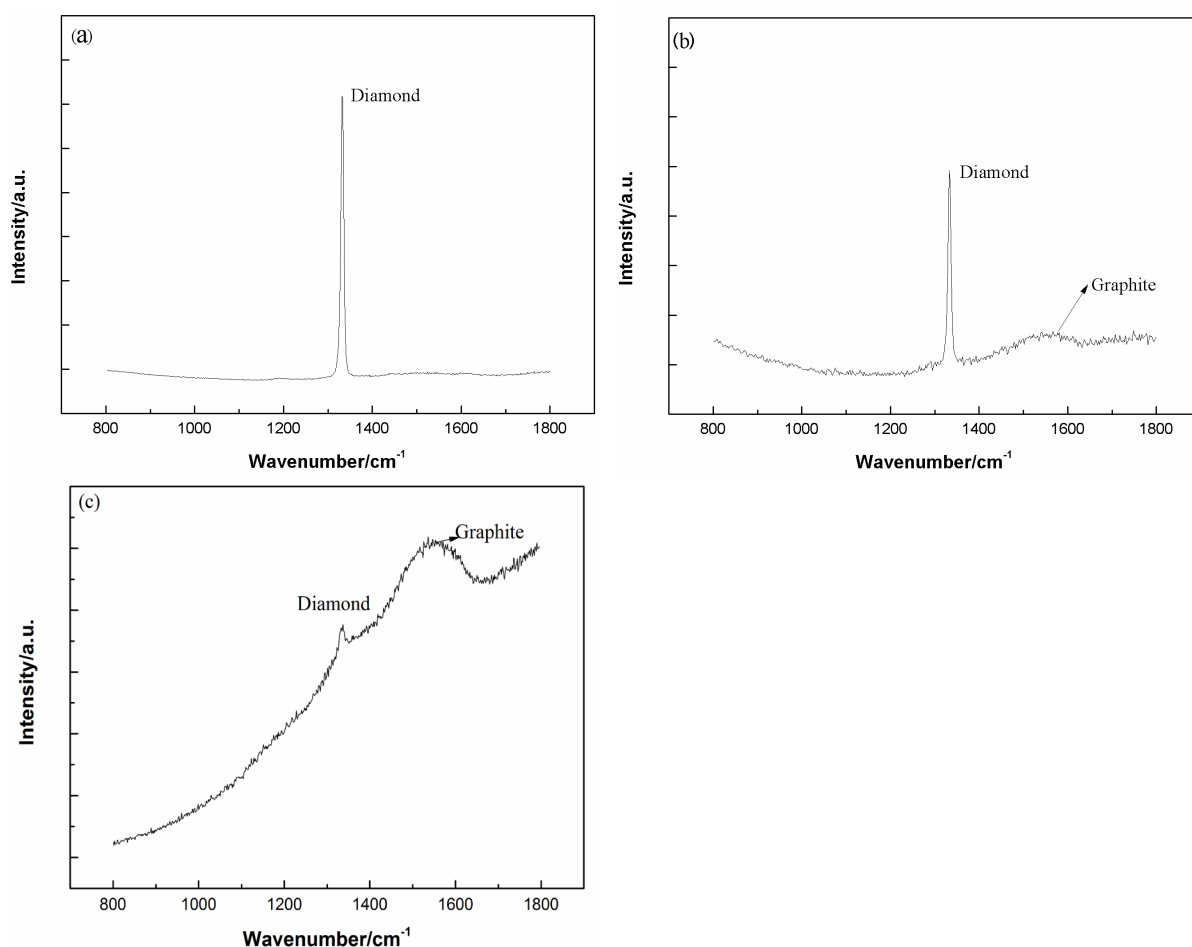 (a)
Diamond
Intensity/a.u.
800 1000 1200 1400 1600 1800
Wavenumber/cm⁻¹
(b)
Diamond
Graphite
Intensity/a.u.
800 1000 1200 1400 1600 1800
Wavenumber/cm⁻¹
(c)
Graphite
Diamond
Intensity/a.u.
800 1000 1200 1400 1600 1800
Wavenumber/cm⁻¹